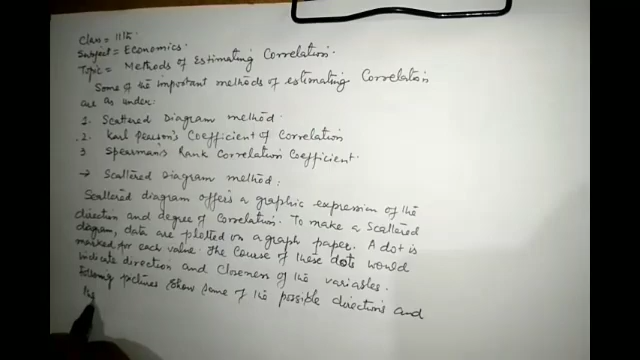 Class = 11th
Subject = Economics.
Topic = Methods of Estimating Correlation.
Some of the important methods of estimating Correlation
are as under:
1. Scattered Diagram method.
2. Karl Pearson's Coefficient of Correlation
3 Spearman's Rank Correlation Coefficient.
→ Scattered Diagram method:
Scattered diagram offers a graphic expression of the
direction and degree of Correlation. To make a Scattered
diagram, data are plotted on a graph paper. A dot is
marked for each value. The Course of these dots would
indicate direction and closeness of the variables.
Following pictures show some of the possible directions and